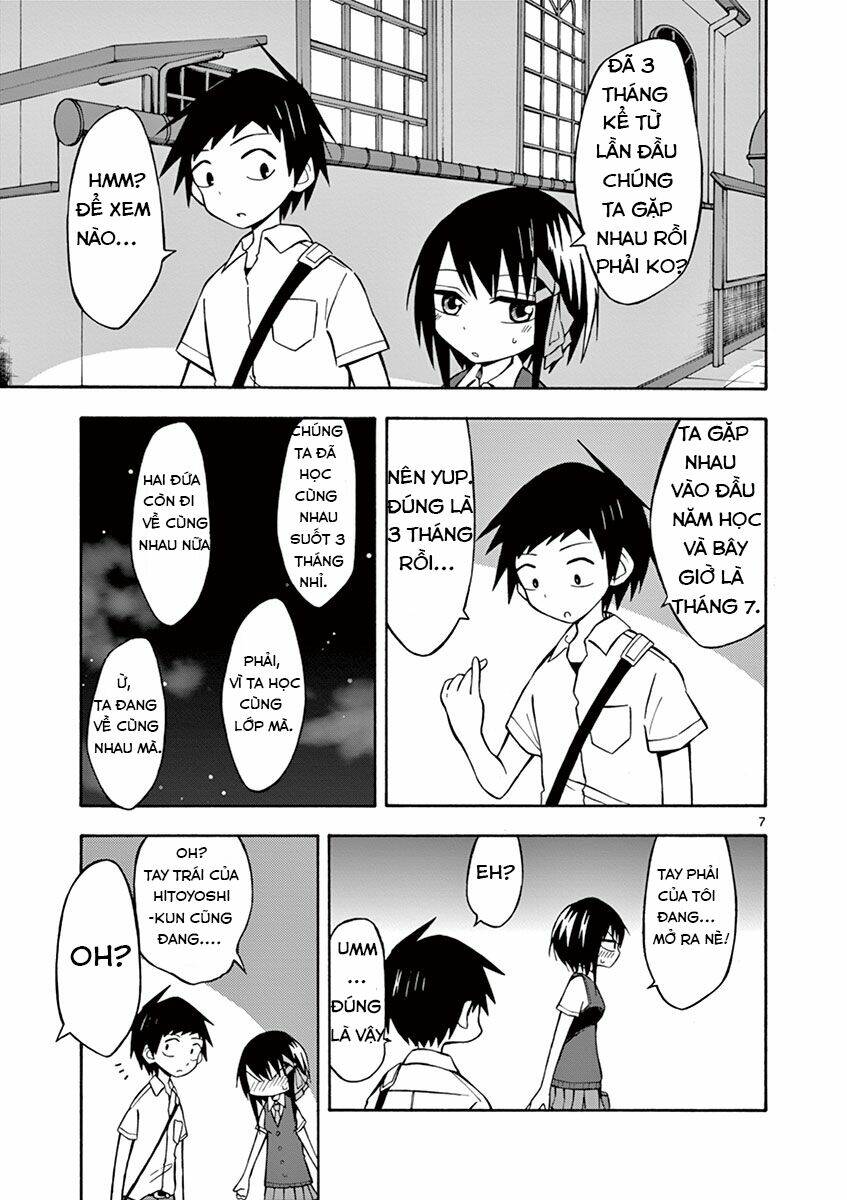 ĐÃ 3
THÁNG
KỂ TỪ
LẦN ĐẦU
CHÚNG
TA GẶP
NHAU RỒI
PHẢI KO?
HMM?
ĐỂ XEM
NÀO...
TA GẶP
NHAU
VÀO ĐẦU
NĂM HỌC
VÀ BÂY
GIỜ LÀ
THÁNG 7.
NÊN YUP.
ĐÚNG LÀ
3 THÁNG
RỒI...
CHÚNG
TA ĐÃ
HỌC
CÙNG
NHAU
SUỐT 3
THÁNG
NHỈ.
HAI ĐỨA
CÒN ĐI
VỀ CÙNG
NHAU NỮA
PHẢI,
VÌ TA HỌC
CÙNG
LỚP MÀ.
Ừ,
TA ĐANG
VỀ CÙNG
NHAU MÀ.
7
TAY PHẢI
CỦA TÔI
ĐANG...
MỞ RA NÈ!
EH?
UMM
...
ĐÚNG
LÀ VẬY
OH?
TAY TRÁI CỦA
HITOYOSHI
-KUN CŨNG
ĐANG....
OH?